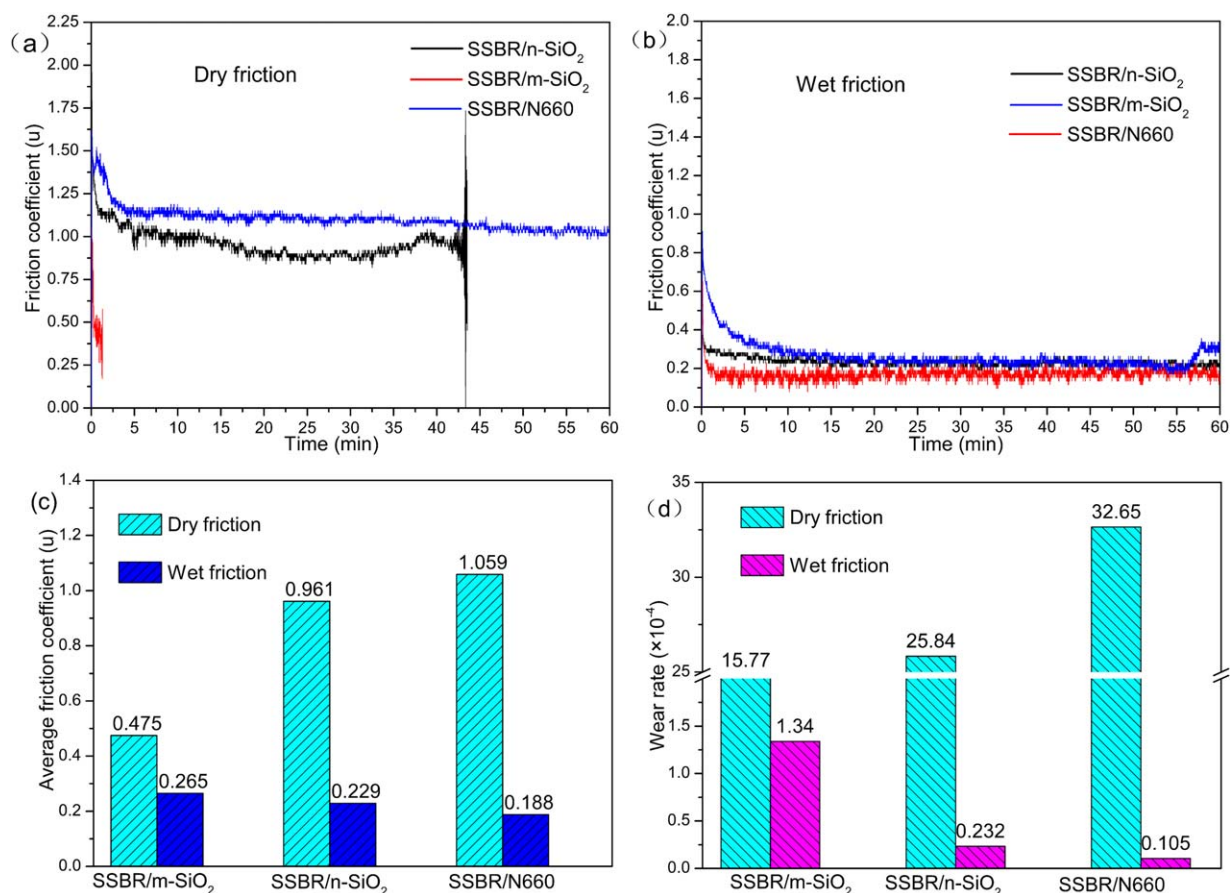 (a)
Dry friction
SSBR/n-SiO₂
SSBR/m-SiO₂
SSBR/N660
Friction coefficient (u)
2.25
2.00
1.75
1.50
1.25
1.00
0.75
0.50
0.25
0.00
0 5 10 15 20 25 30 35 40 45 50 55 60
Time (min)
(b)
Wet friction
SSBR/n-SiO₂
SSBR/m-SiO₂
SSBR/N660
Friction coefficient (u)
2.0
1.8
1.6
1.4
1.2
1.0
0.8
0.6
0.4
0.2
0.0
0 5 10 15 20 25 30 35 40 45 50 55 60
Time (min)
(c)
Dry friction
Wet friction
Average friction coefficient (u)
1.4
1.2
1.0
0.8
0.6
0.4
0.2
0.0
0.475
0.265
0.961
0.229
1.059
0.188
SSBR/m-SiO₂ SSBR/n-SiO₂ SSBR/N660
(d)
Dry friction
Wet friction
Wear rate (×10⁻⁴)
35
33
25
1.5
1.0
0.5
0.0
15.77
1.34
25.84
0.232
32.65
0.105
SSBR/m-SiO₂ SSBR/n-SiO₂ SSBR/N660